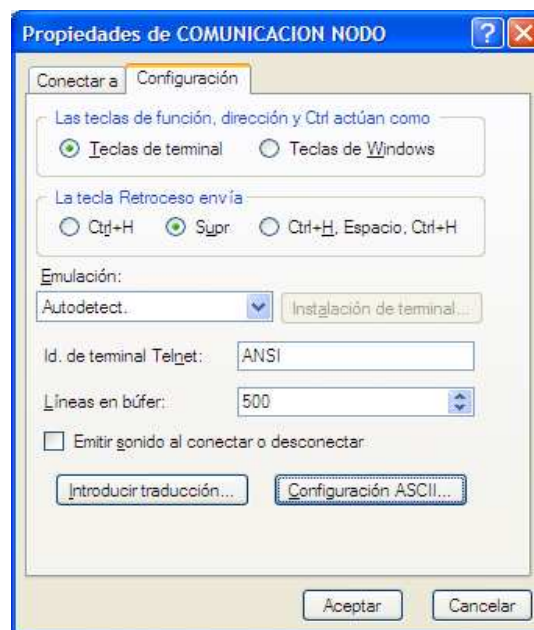 Propiedades de COMUNICACION NODO
Conectar a Configuración
Las teclas de función, dirección y Ctrl actúan como
Teclas de terminal Teclas de Windows
La tecla Retroceso envía
Ctrl+H Supr Ctrl+H, Espacio, Ctrl+H
Emulación:
Autodetect. Instalación de terminal...
Id. de terminal Telnet: ANSI
Líneas en búfer: 500
Emitir sonido al conectar o desconectar
Introducir traducción... Configuración ASCII...
Aceptar Cancelar